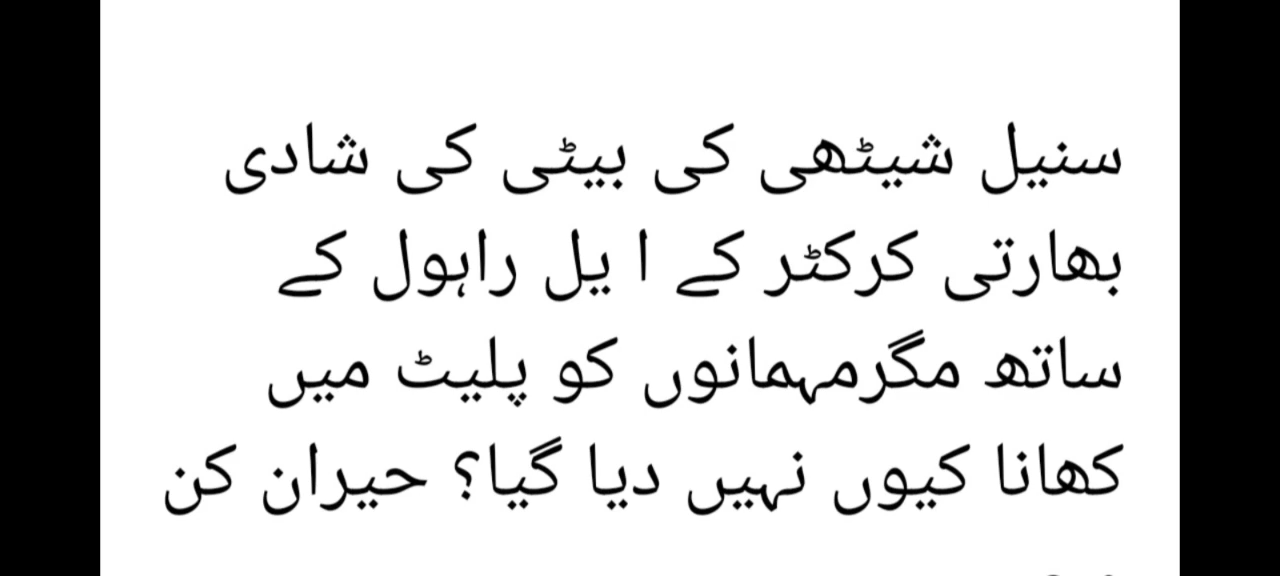 سنیل شیٹھی کی بیٹی کی شادی
بھارتی کرکٹر کے ا یل راہول کے
ساتھ مگرمہمانوں کو پلیٹ میں
کھانا کیوں نہیں دیا گیا؟ حیران کن